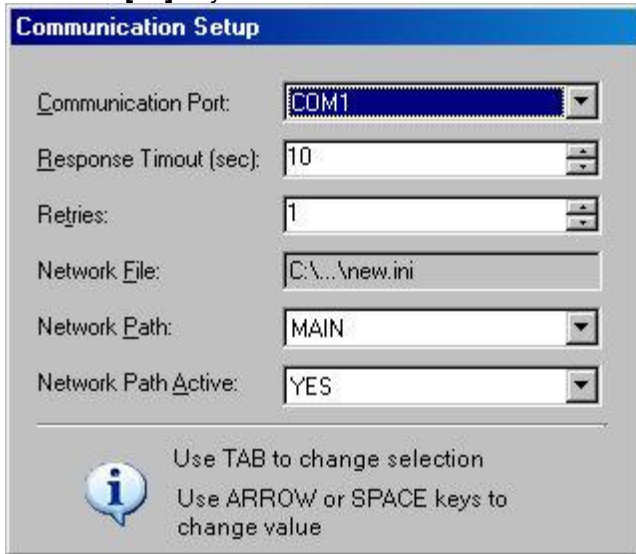 Communication Setup
Communication Port: COM1
Response Timout (sec): 10
Retries: 1
Network File: C:\...\new.ini
Network Path: MAIN
Network Path Active: YES
Use TAB to change selection
Use ARROW or SPACE keys to
change value